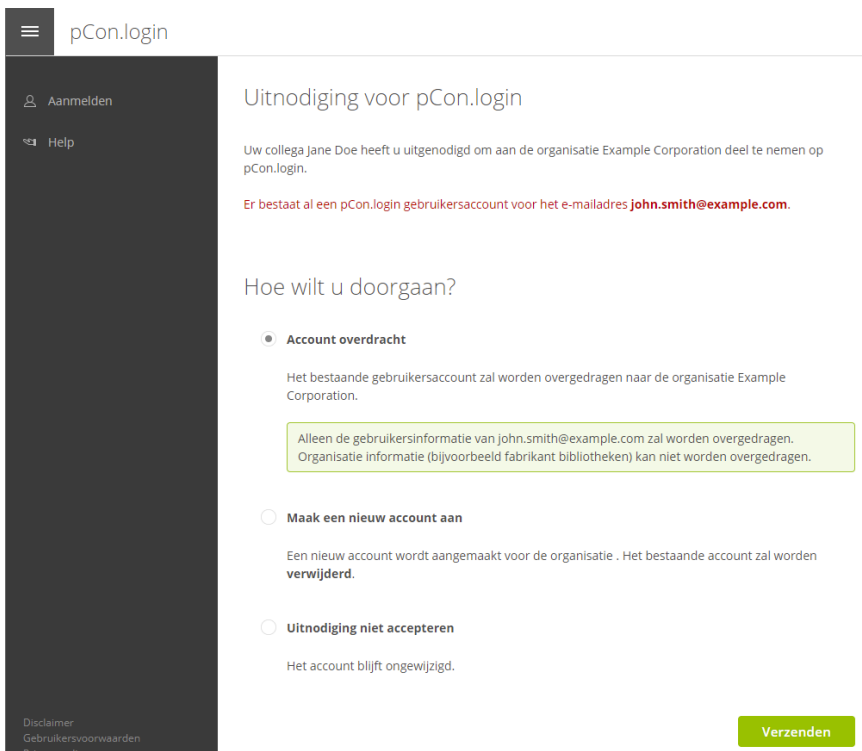 pCon.login
Aanmelden
Help
Uitnodiging voor pCon.login
Uw collega Jane Doe heeft u uitgenodigd om aan de organisatie Example Corporation deel te nemen op
pCon.login.
Er bestaat al een pCon.login gebruikersaccount voor het e-mailadres john.smith@example.com.
Hoe wilt u doorgaan?
Account overdracht
Het bestaande gebruikersaccount zal worden overgedragen naar de organisatie Example
Corporation.
Alleen de gebruikersinformatie van john.smith@example.com zal worden overgedragen.
Organisatie informatie (bijvoorbeeld fabrikant bibliotheken) kan niet worden overgedragen.
Maak een nieuw account aan
Een nieuw account wordt aangemaakt voor de organisatie . Het bestaande account zal worden
verwijderd.
Uitnodiging niet accepteren
Het account blijft ongewijzigd.
Disclaimer
Gebruikersvoorwaarden
Verzenden